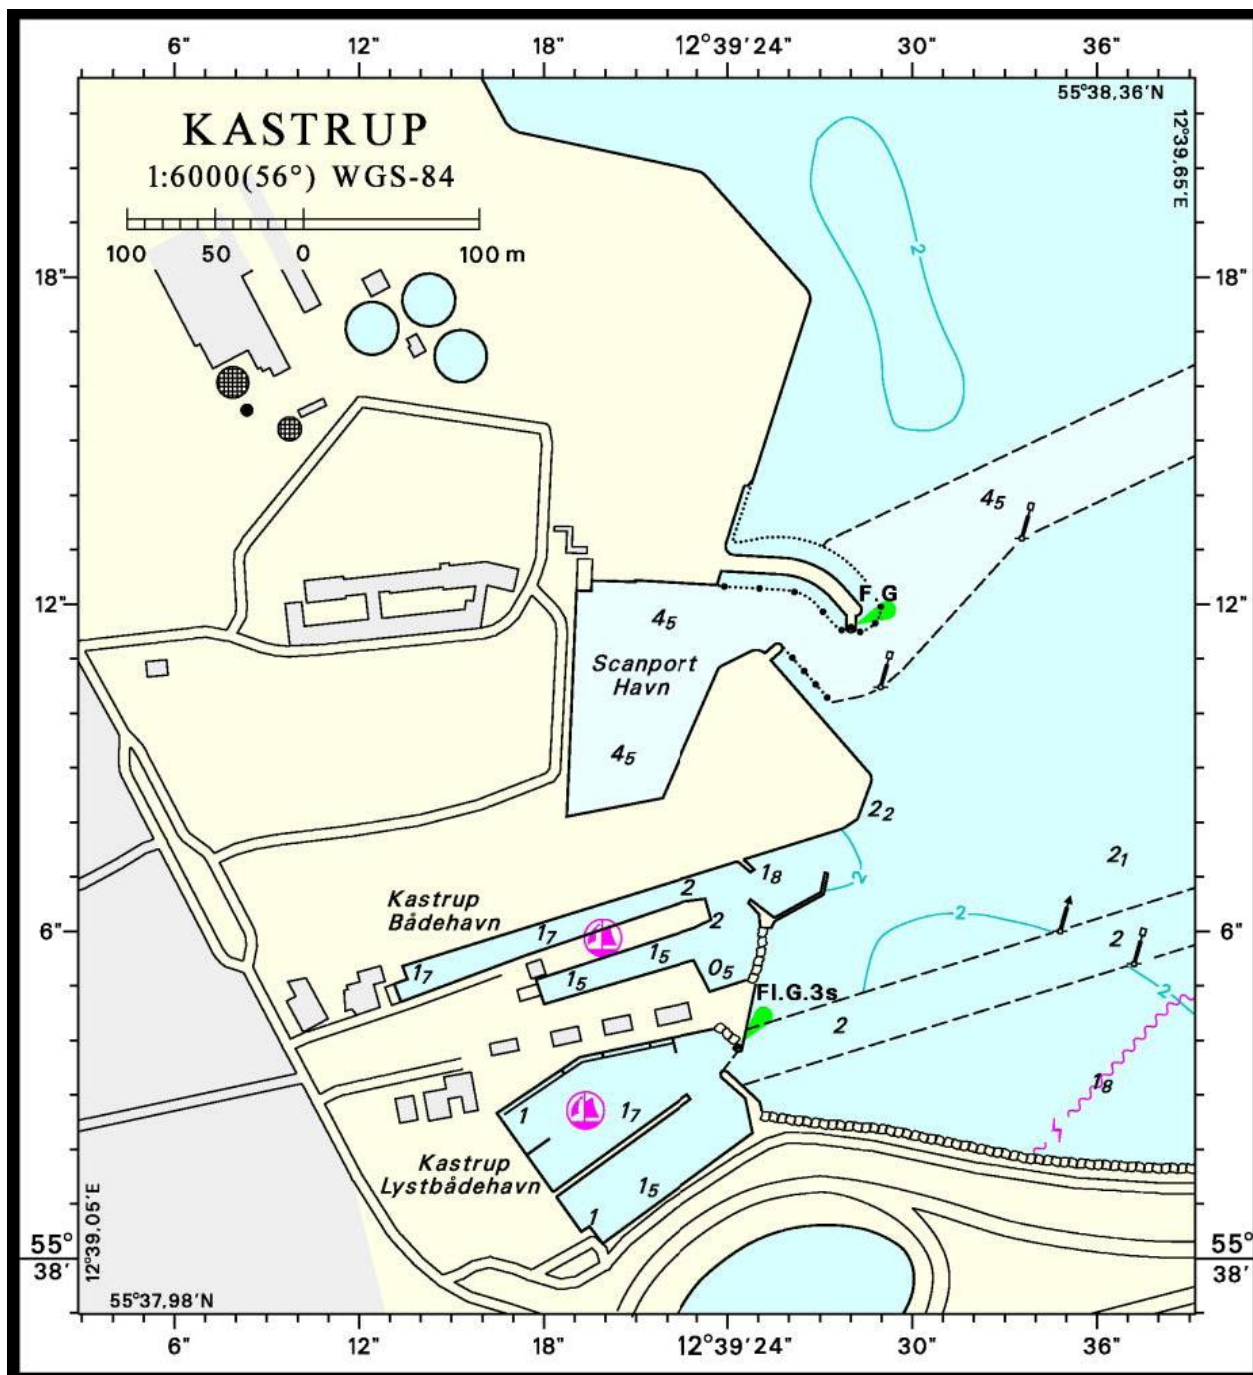 6" 12" 18" 12°39'24" 30" 36"
55°38,36'N
12°39,65'E
KASTRUP
1:6000(56°) WGS-84
100 50 0 100 m
2
18" 18"
4₅
F.G
12" 12"
4₅
Scanport
Havn
4₅
2₂
2₁
1₈
2
Kastrup
Bådehavn
2
2
2
6" 6"
1₇
2
1₅
1₇
0₅
1₅
Fl.G.3s
2
2
1₈
1
1₇
Kastrup
Lystbådehavn
1₅
1
12°39,05'E
55° 55°
38' 38'
55°37,98'N
6" 12" 18" 12°39'24" 30" 36"